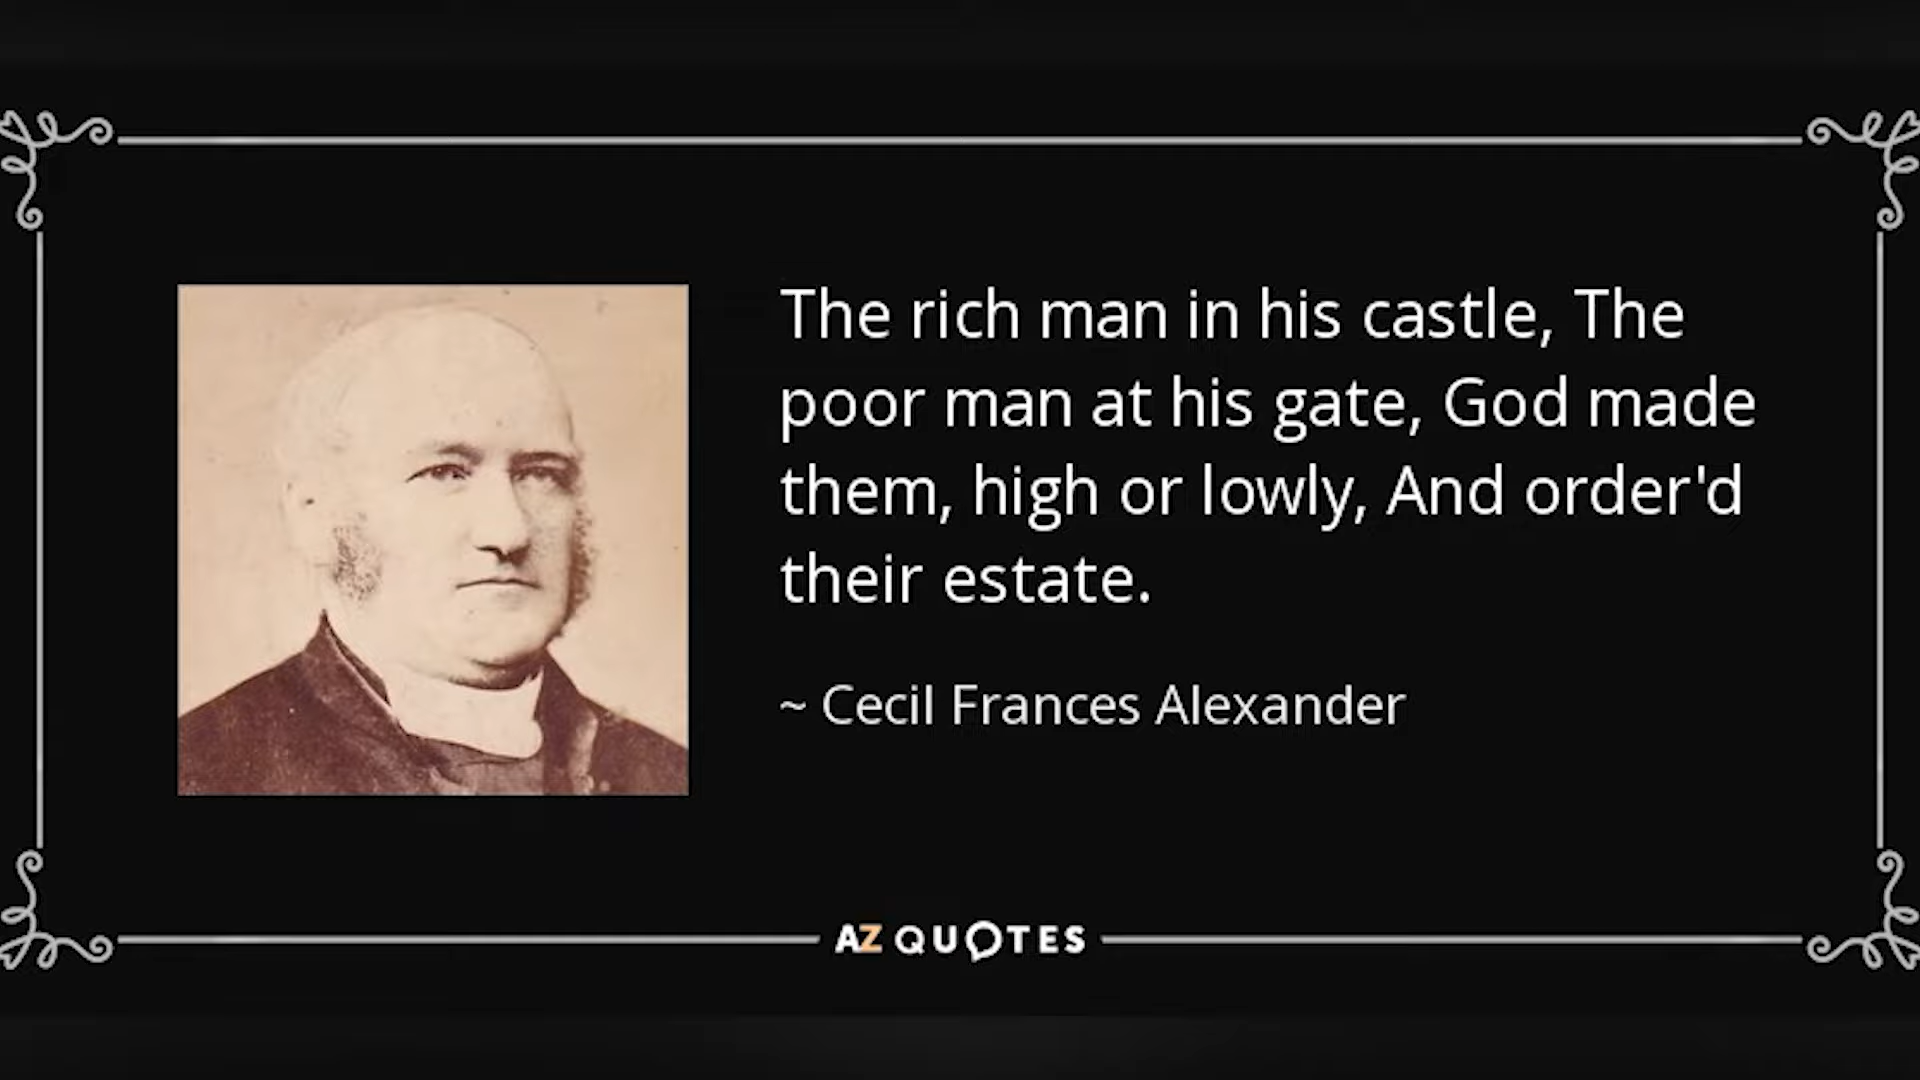 The rich man in his castle, The
poor man at his gate, God made
them, high or lowly, And order'd
their estate.
~ Cecil Frances Alexander
AZ QUOTES